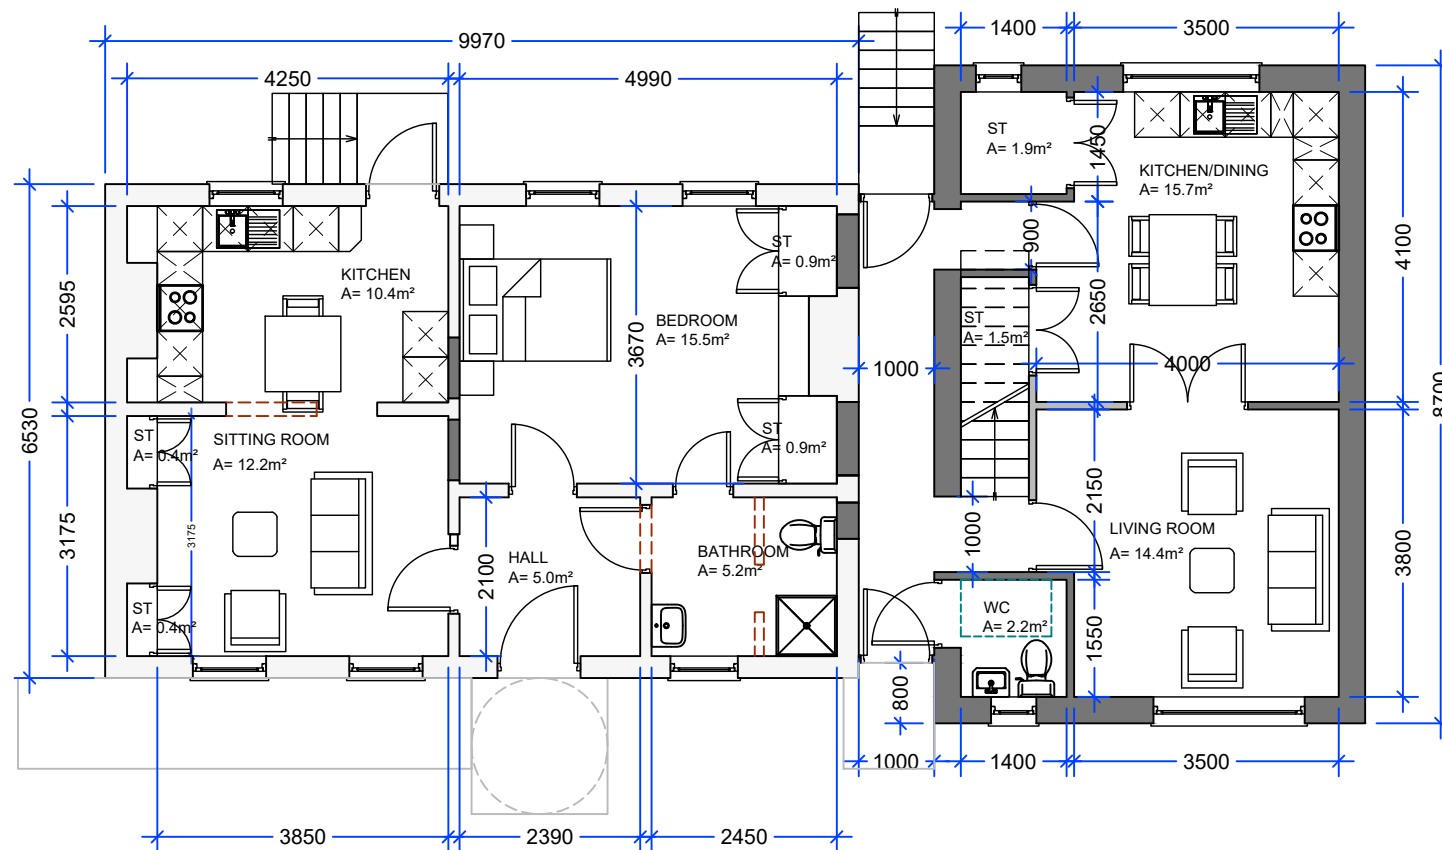 1400
3500
9970
4250
4990
ST
A= 1.9m²
1450
KITCHEN/DINING
A= 15.7m²
ST
A= 0.9m²
900
4100
KITCHEN
A= 10.4m²
2595
BEDROOM
A= 15.5m²
3670
ST
A= 1.5m²
2650
1000
4000
8700
6530
ST
A= 0.4m²
SITTING ROOM
A= 12.2m²
ST
A= 0.9m²
3175
3175
2150
1000
LIVING ROOM
A= 14.4m²
3800
HALL
A= 5.0m²
2100
BATHROOM
A= 5.2m²
ST
A= 0.4m²
WC
A= 2.2m²
1550
800
1000
1400
3500
3850
2390
2450